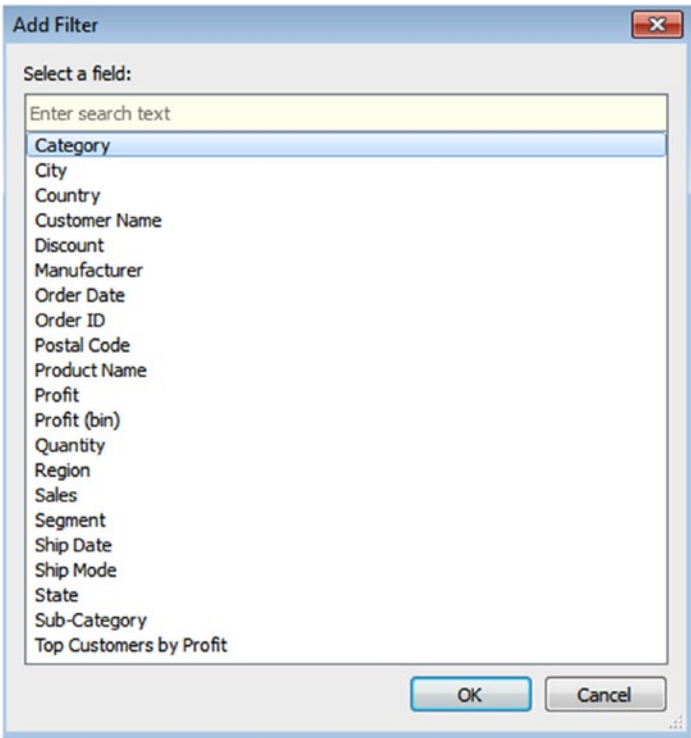 Add Filter
Select a field:
Enter search text
Category
City
Country
Customer Name
Discount
Manufacturer
Order Date
Order ID
Postal Code
Product Name
Profit
Profit (bin)
Quantity
Region
Sales
Segment
Ship Date
Ship Mode
State
Sub-Category
Top Customers by Profit
OK Cancel